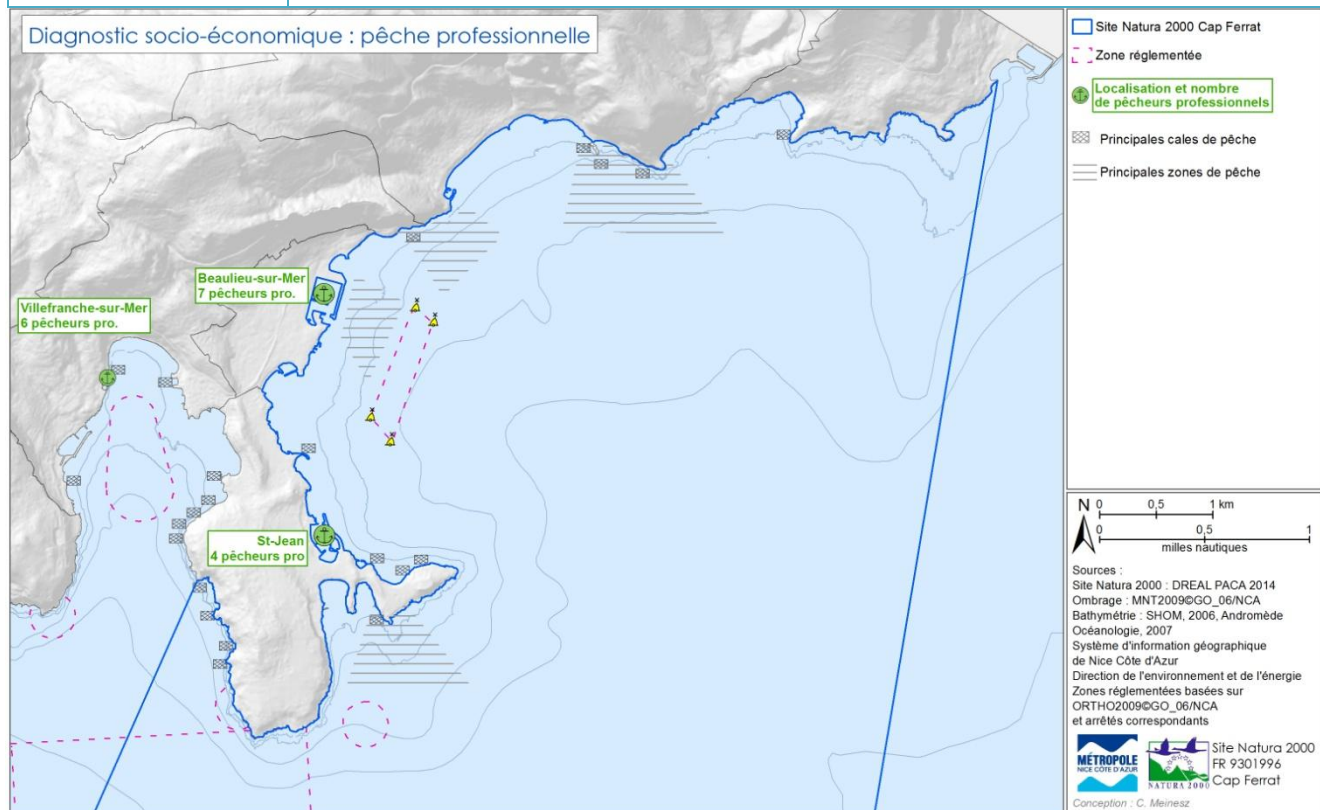 Diagnostic socio-économique : pêche professionnelle
Beaulieu-sur-Mer
7 pêcheurs pro.
Villefranche-sur-Mer
6 pêcheurs pro.
St-Jean
4 pêcheurs pro
Site Natura 2000 Cap Ferrat
Zone réglementée
Localisation et nombre
de pêcheurs professionnels
Principales cales de pêche
Principales zones de pêche
N 0 0,5 1 km
0 0,5 1
milles nautiques
Sources :
Site Natura 2000 : DREAL PACA 2014
Ombrage : MNT2009©GO_06/NCA
Bathymétrie : SHOM, 2006, Andromède
Océanologie, 2007
Système d'information géographique
de Nice Côte d'Azur
Direction de l'environnement et de l'énergie
Zones réglementées basées sur
ORTHO2009©GO_06/NCA
et arrêtés correspondants
MÉTROPOLE
NICE CÔTE D'AZUR
NATURA 2000
Site Natura 2000
FR 9301996
Cap Ferrat
Conception : C. Meinesz